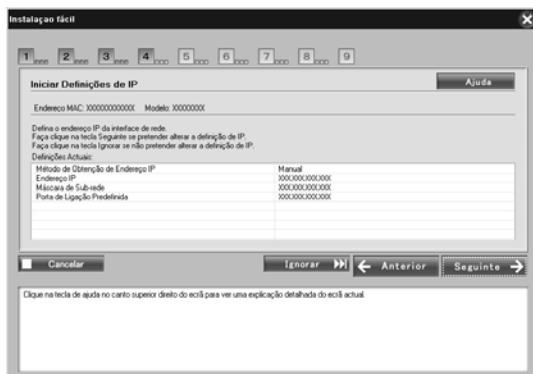 Instalaçao fácil
1 2 3 4 5 6 7 8 9
Iniciar Definições de IP
Ajuda
Endereco MAC: XXXXXXXXXXXX Modelo: XXXXXXXX
Defina o endereço IP da interface de rede.
Faça clique na tecla Seguinte se pretender alterar a definição de IP.
Faça clique na tecla Ignorar se não pretender alterar a definição de IP.
Definições Actuais:
Método de Obtenção de Endereço IP Manual
Endereço IP XXX.XXX.XXX.XXX
Máscara de Sub-rede XXX.XXX.XXX.XXX
Porta de Ligação Predefinida XXX.XXX.XXX.XXX
Cancelar
Ignorar
Anterior
Seguinte
Clique na tecla de ajuda no canto superior direito do ecrã para ver uma explicação detalhada do ecrã actual.